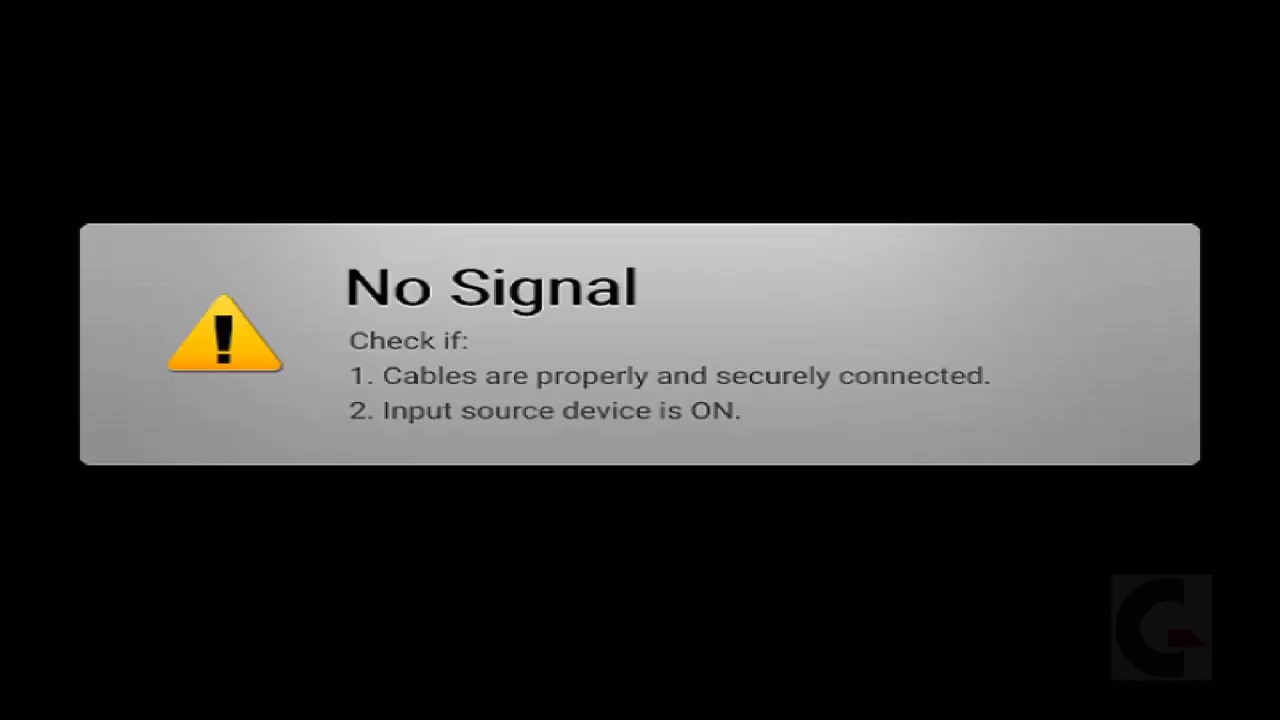 No Signal
Check if:
1. Cables are properly and securely connected.
2. Input source device is ON.